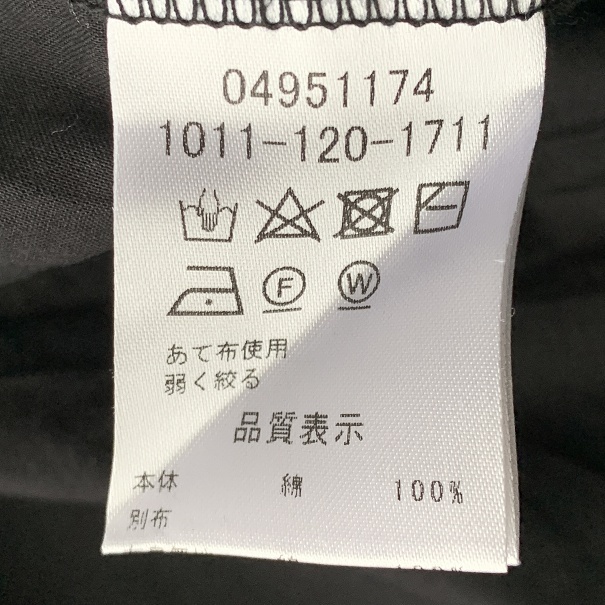 04951174
1011-120-1711
F W
あて布使用
弱く絞る
品質表示
本体 綿 100%
別布